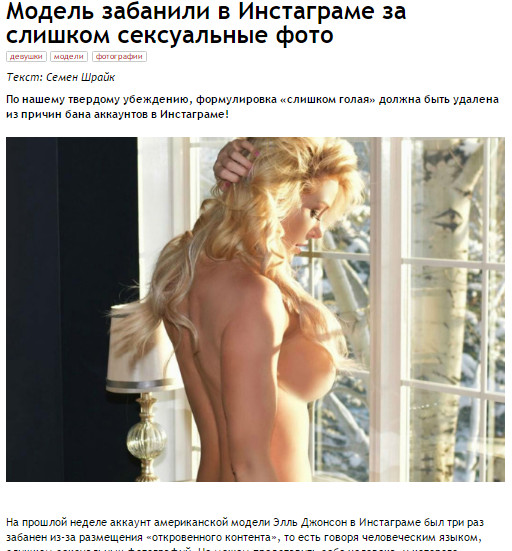 Модель забанили в Инстаграме за
слишком сексуальные фото
девушки модели фотографии
Текст: Семен Шрайк
По нашему твердому убеждению, формулировка «слишком голая» должна быть удалена
из причин бана аккаунтов в Инстаграме!
На прошлой неделе аккаунт американской модели Элль Джонсон в Инстаграме был три раз
забанен из-за размещения «откровенного контента», то есть говоря человеческим языком,